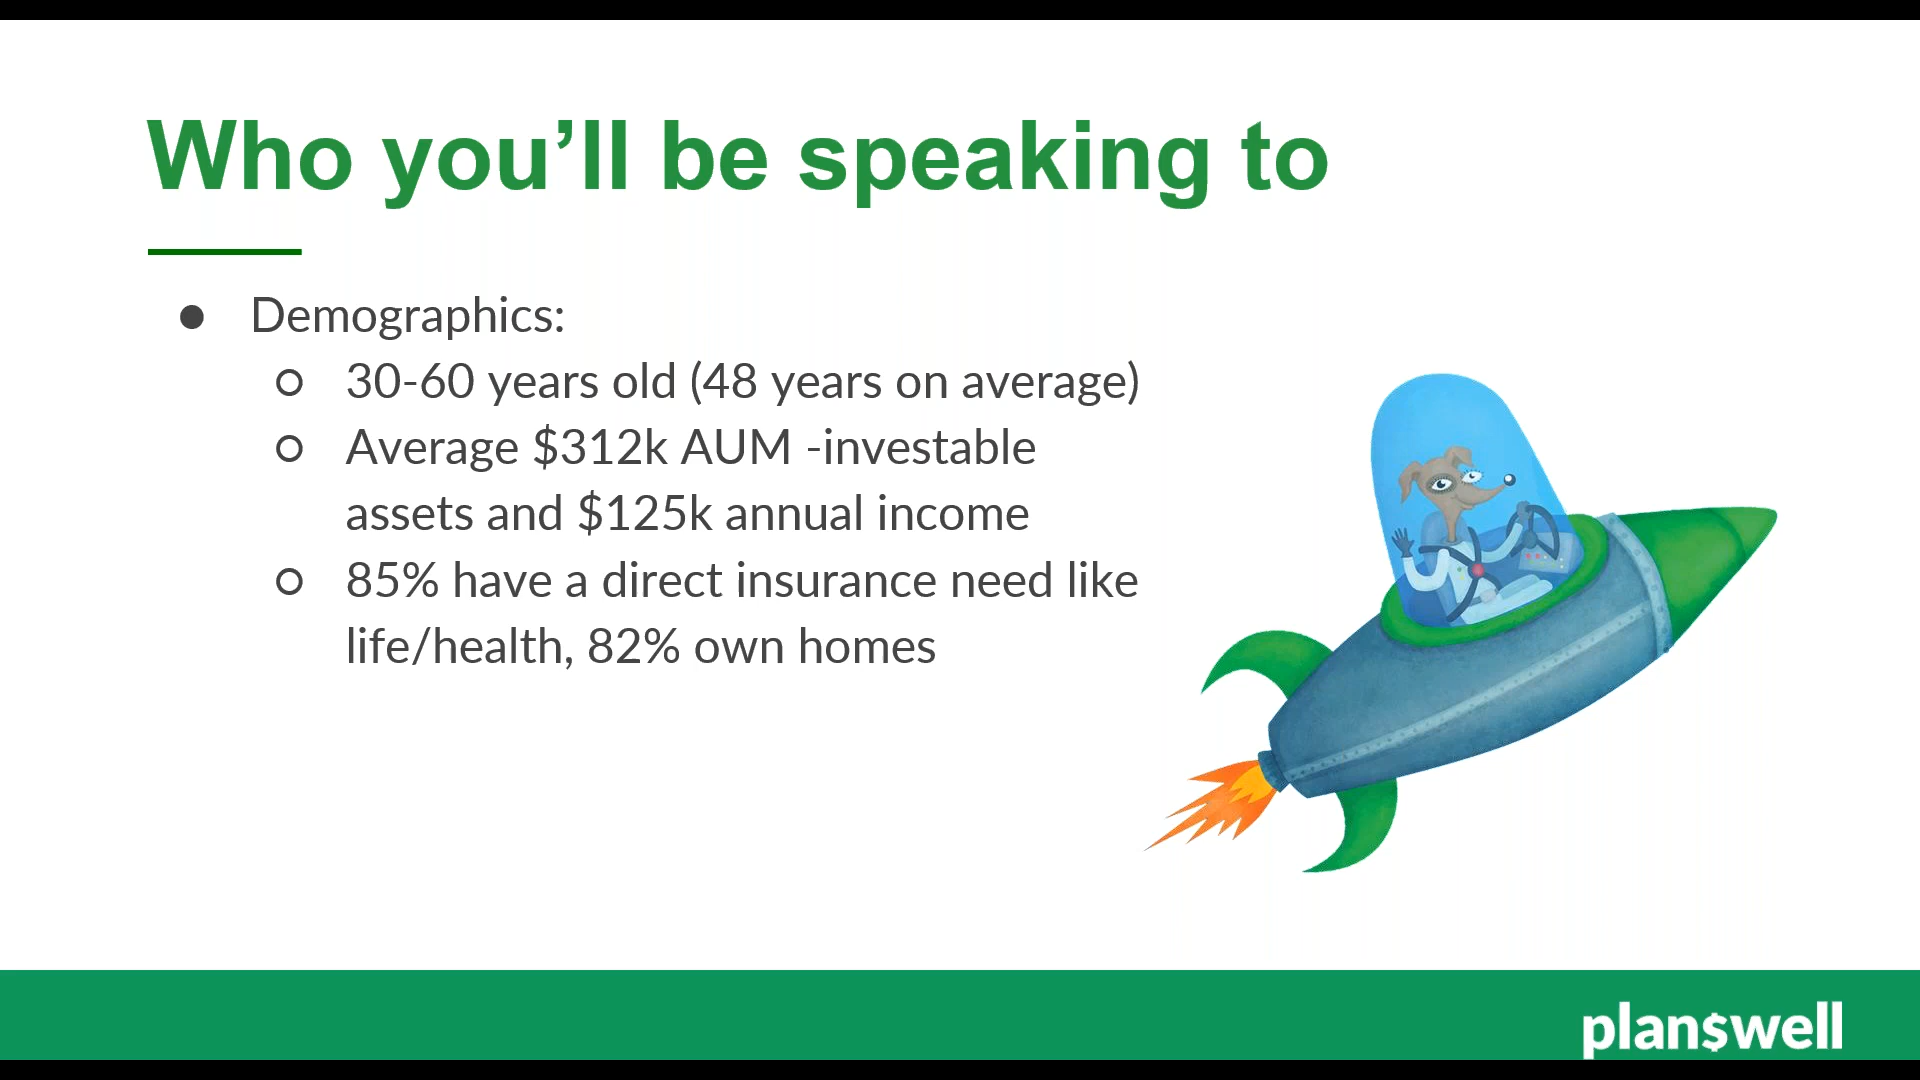 Who you’ll be speaking to
● Demographics:
○ 30-60 years old (48 years on average)
○ Average $312k AUM -investable
assets and $125k annual income
○ 85% have a direct insurance need like
life/health, 82% own homes
plan$well